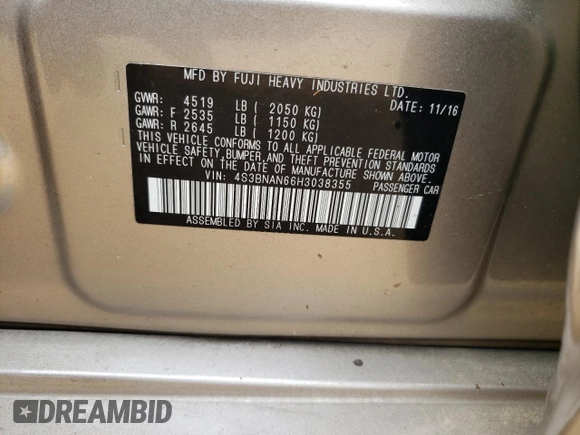 MFD BY FUJI HEAVY INDUSTRIES LTD.
DATE: 11/16
GVWR: 4519 LB ( 2050 KG)
GAWR: F 2535 LB ( 1150 KG)
GAWR: R 2645 LB ( 1200 KG)
THIS VEHICLE CONFORMS TO ALL APPLICABLE FEDERAL MOTOR
VEHICLE SAFETY, BUMPER, AND THEFT PREVENTION STANDARDS
IN EFFECT ON THE DATE OF MANUFACTURE SHOWN ABOVE.
VIN: 4S3BNAN66H3038355 PASSENGER CAR
ASSEMBLED BY SIA INC. MADE IN U.S.A.
DREAMBID